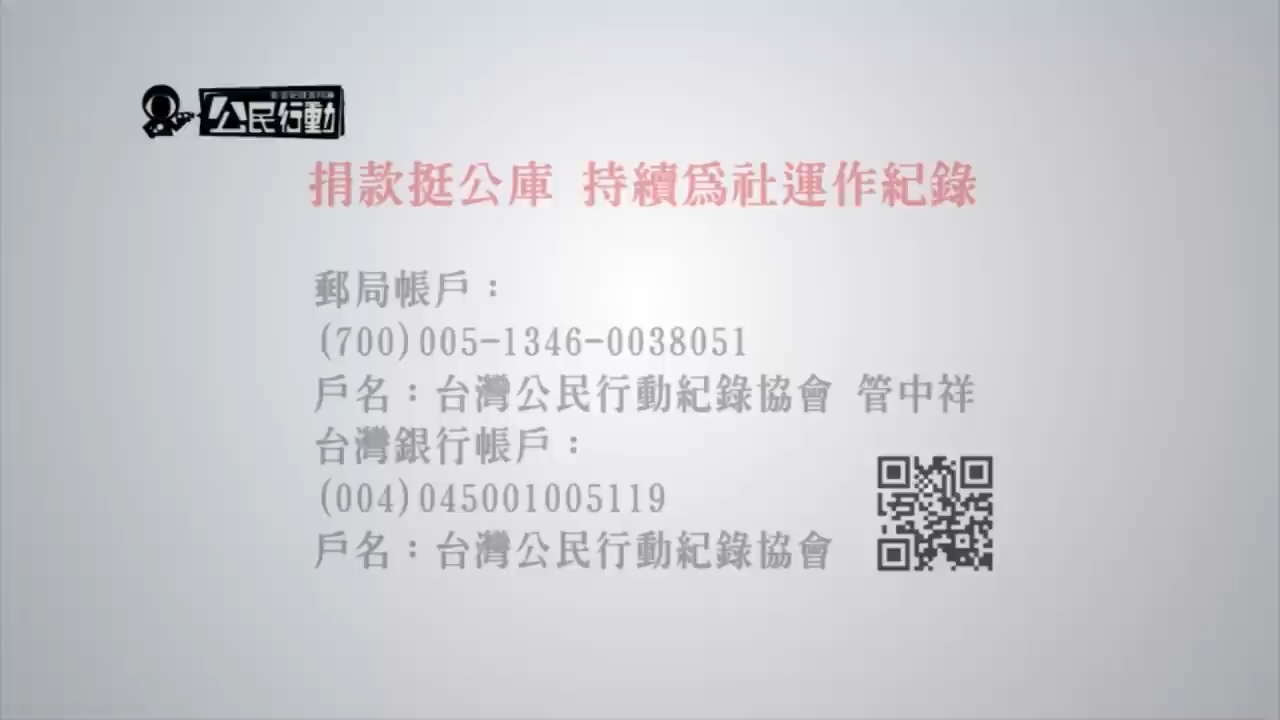 公民行動
捐款挺公庫 持續為社運作紀錄
郵局帳戶：
(700)005-1346-0038051
戶名：台灣公民行動紀錄協會 管中祥
台灣銀行帳戶：
(004)045001005119
戶名：台灣公民行動紀錄協會